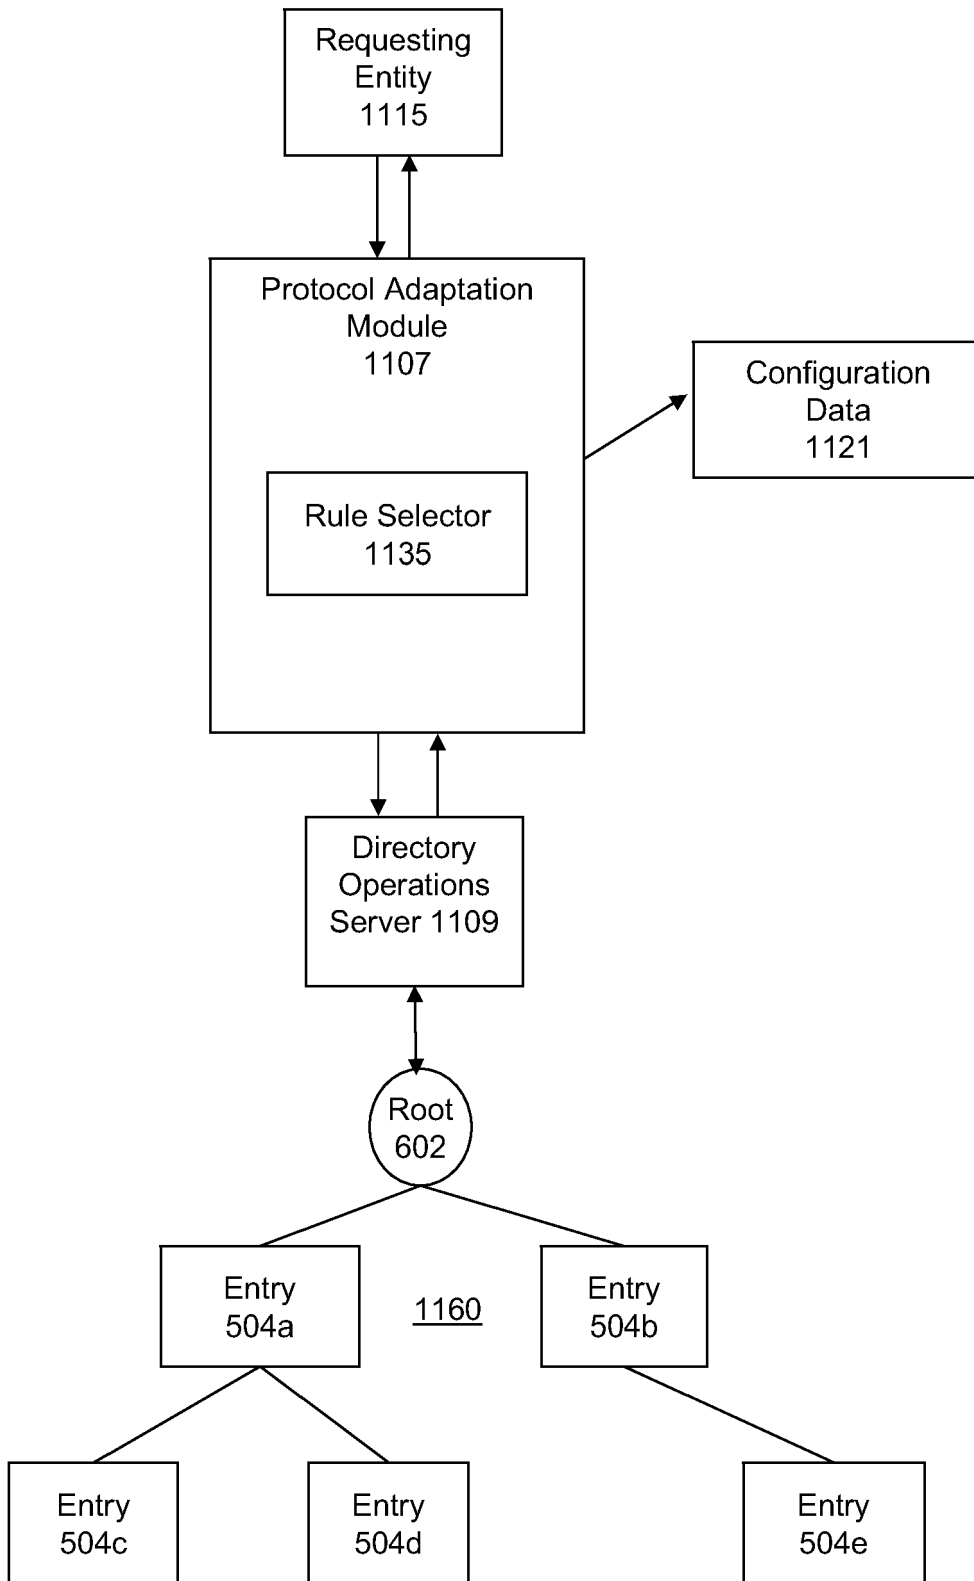 Requesting
Entity
1115
Protocol Adaptation
Module
1107
Configuration
Data
1121
Rule Selector
1135
Directory
Operations
Server 1109
Root
602
Entry
504a
1160
Entry
504b
Entry
504c
Entry
504d
Entry
504e